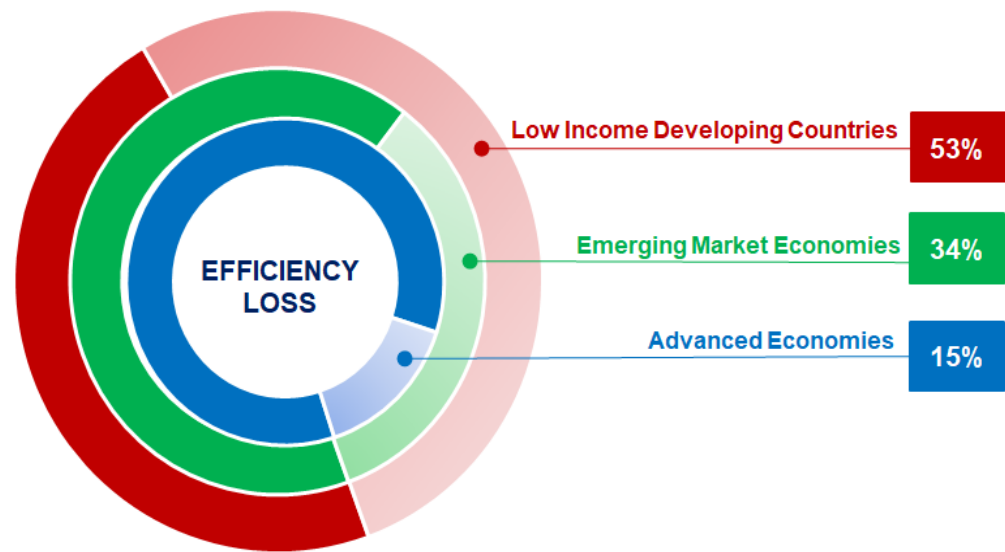 EFFICIENCY
LOSS
Low Income Developing Countries
53%
Emerging Market Economies
34%
Advanced Economies
15%